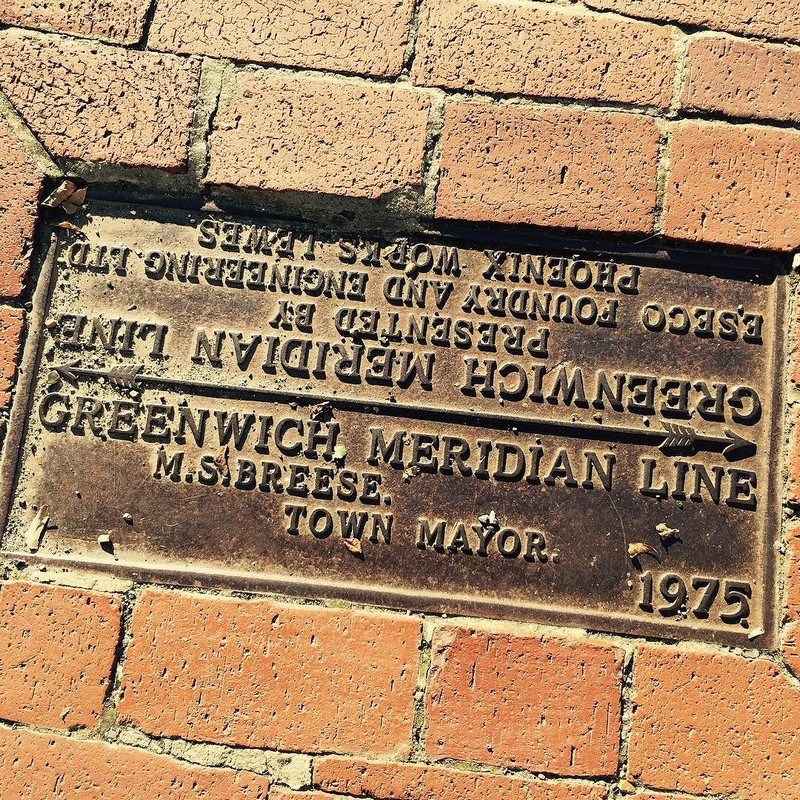 GREENWICH MERIDIAN LINE
M.S.BREESE.
TOWN MAYOR.
1975
GREENWICH MERIDIAN LINE
PRESENTED BY
ESECO FOUNDRY AND ENGINEERING LTD
PHOENIX WORKS LEWES